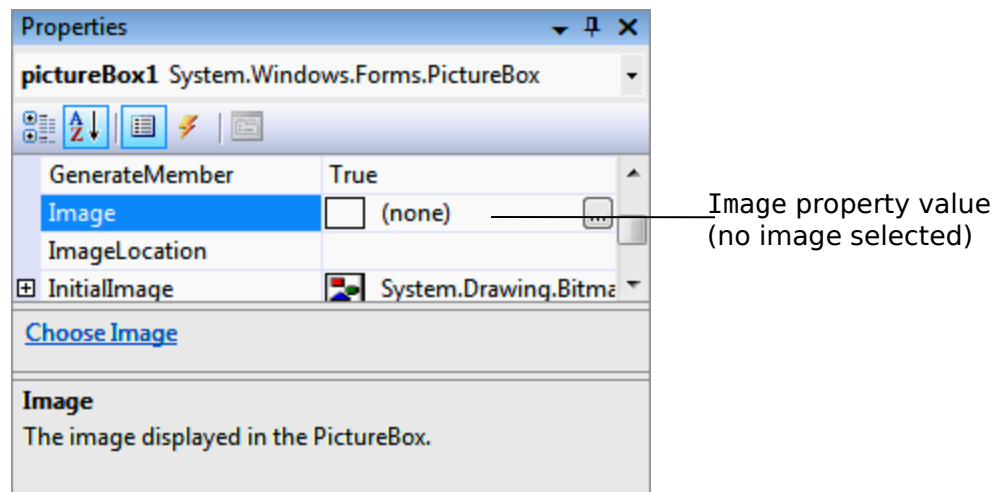 Properties
pictureBox1 System.Windows.Forms.PictureBox
GenerateMember True
Image (none) ...
Image property value
(no image selected)
ImageLocation
InitialImage System.Drawing.Bitma
Choose Image
Image
The image displayed in the PictureBox.